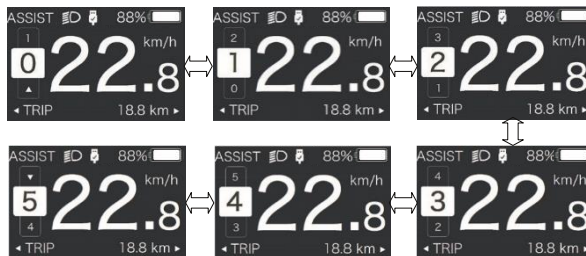 ASSIST 88%
1
0
▲
22.8 km/h
◂ TRIP 18.8 km ▸
ASSIST 88%
2
1
0
22.8 km/h
◂ TRIP 18.8 km ▸
ASSIST 88%
3
2
1
22.8 km/h
◂ TRIP 18.8 km ▸
ASSIST 88%
▼
5
4
22.8 km/h
◂ TRIP 18.8 km ▸
ASSIST 88%
5
4
3
22.8 km/h
◂ TRIP 18.8 km ▸
ASSIST 88%
4
3
2
22.8 km/h
◂ TRIP 18.8 km ▸